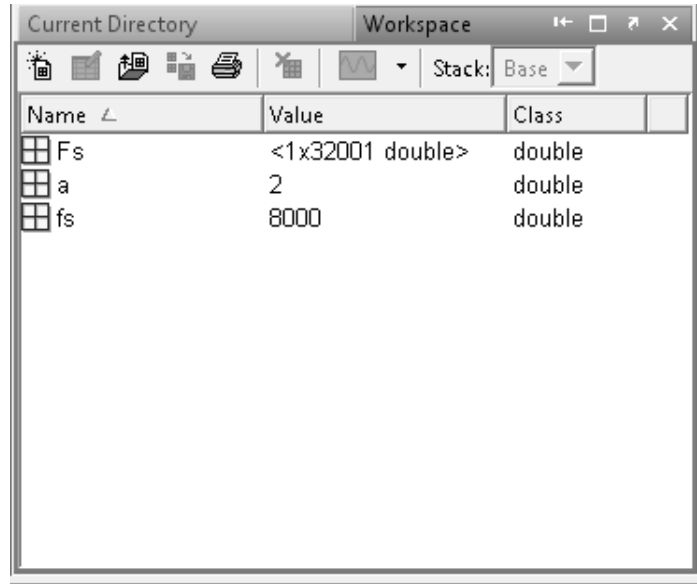 Current Directory Workspace
Stack: Base
Name Value Class
Fs <1x32001 double> double
a 2 double
fs 8000 double